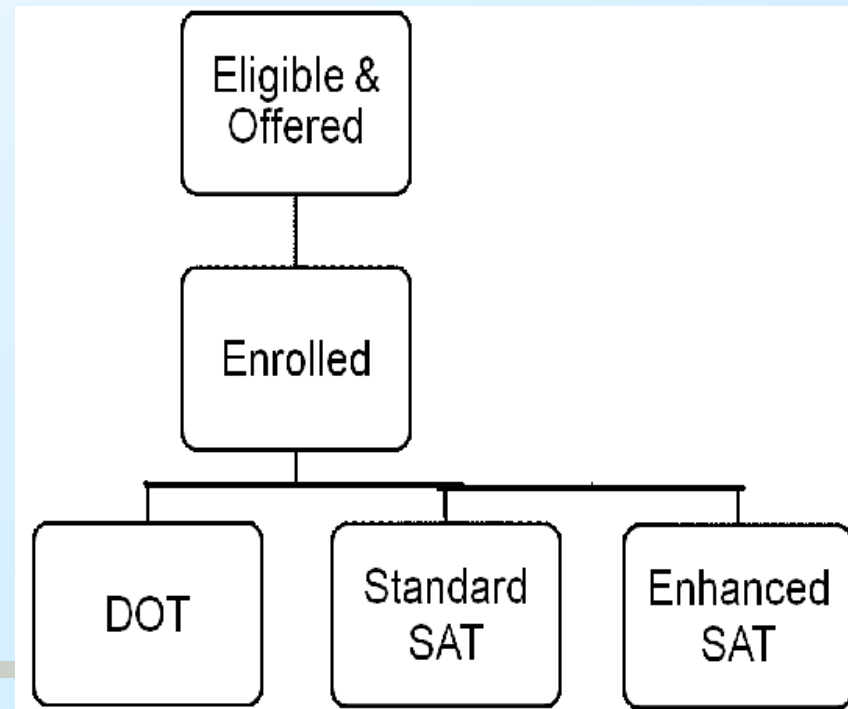 Eligible &
Offered
Enrolled
DOT
Standard
SAT
Enhanced
SAT